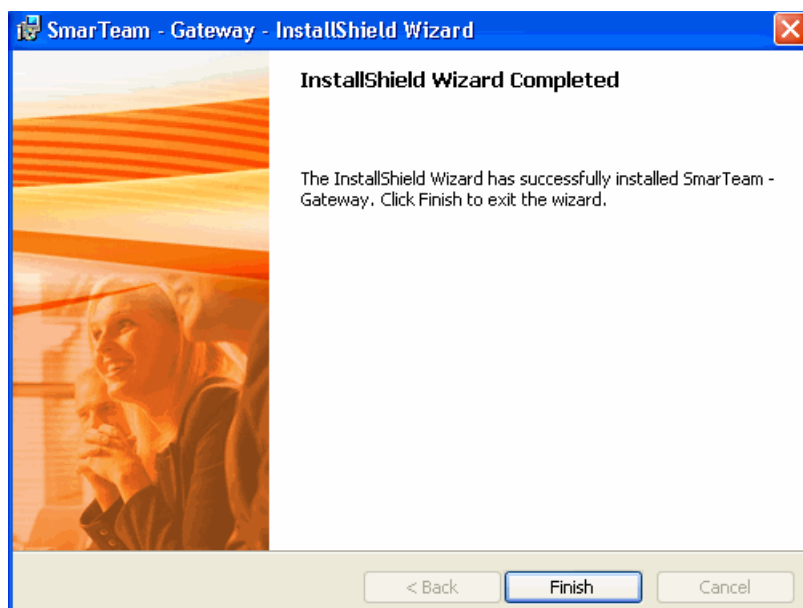 SmarTeam - Gateway - InstallShield Wizard
InstallShield Wizard Completed
The InstallShield Wizard has successfully installed SmarTeam -
Gateway. Click Finish to exit the wizard.
< Back Finish Cancel